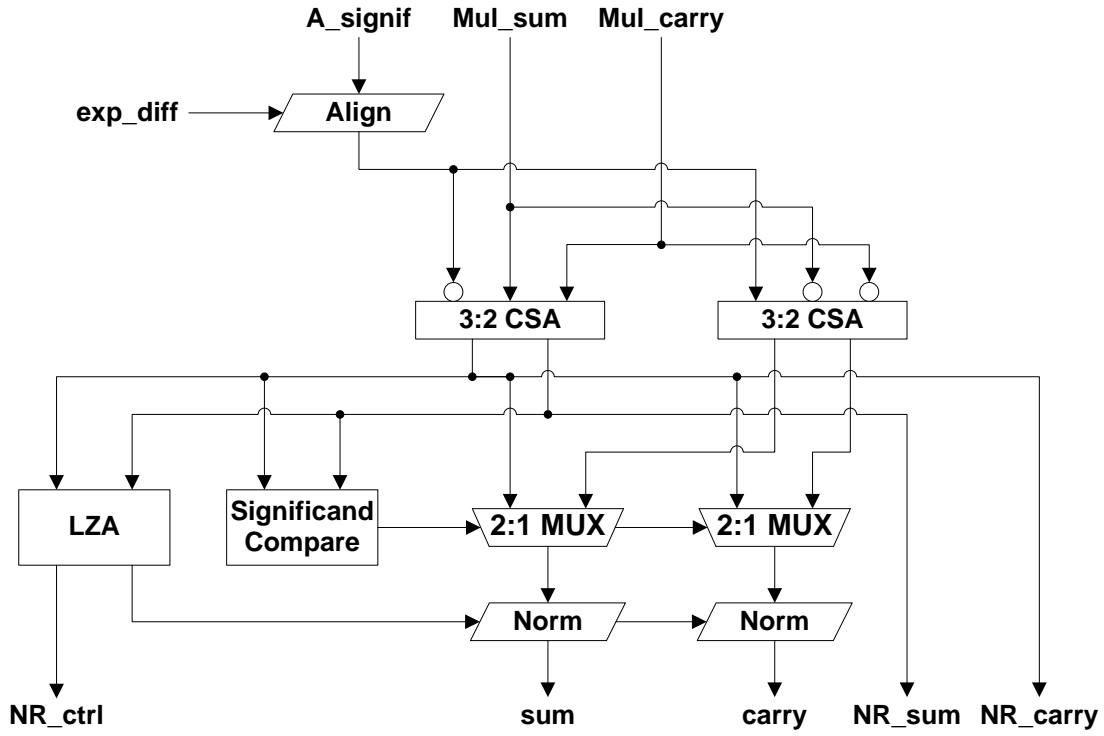 A_signif
Mul_sum
Mul_carry
exp_diff
Align
3:2 CSA
3:2 CSA
LZA
Significand
Compare
2:1 MUX
2:1 MUX
Norm
Norm
NR_ctrl
sum
carry
NR_sum
NR_carry